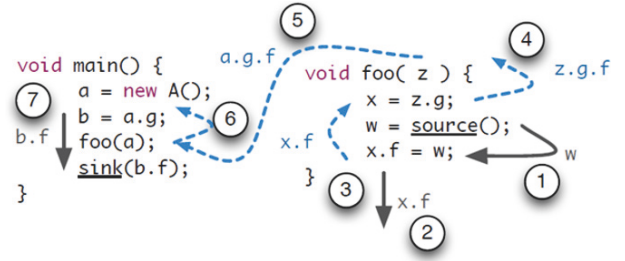 void main() {
a = new A();
b = a.g;
foo(a);
sink(b.f);
}
7
b.f
6
a.g.f
5
void foo( z ) {
x = z.g;
w = source();
x.f = w;
}
4
z.g.f
x.f
3
w
1
x.f
2